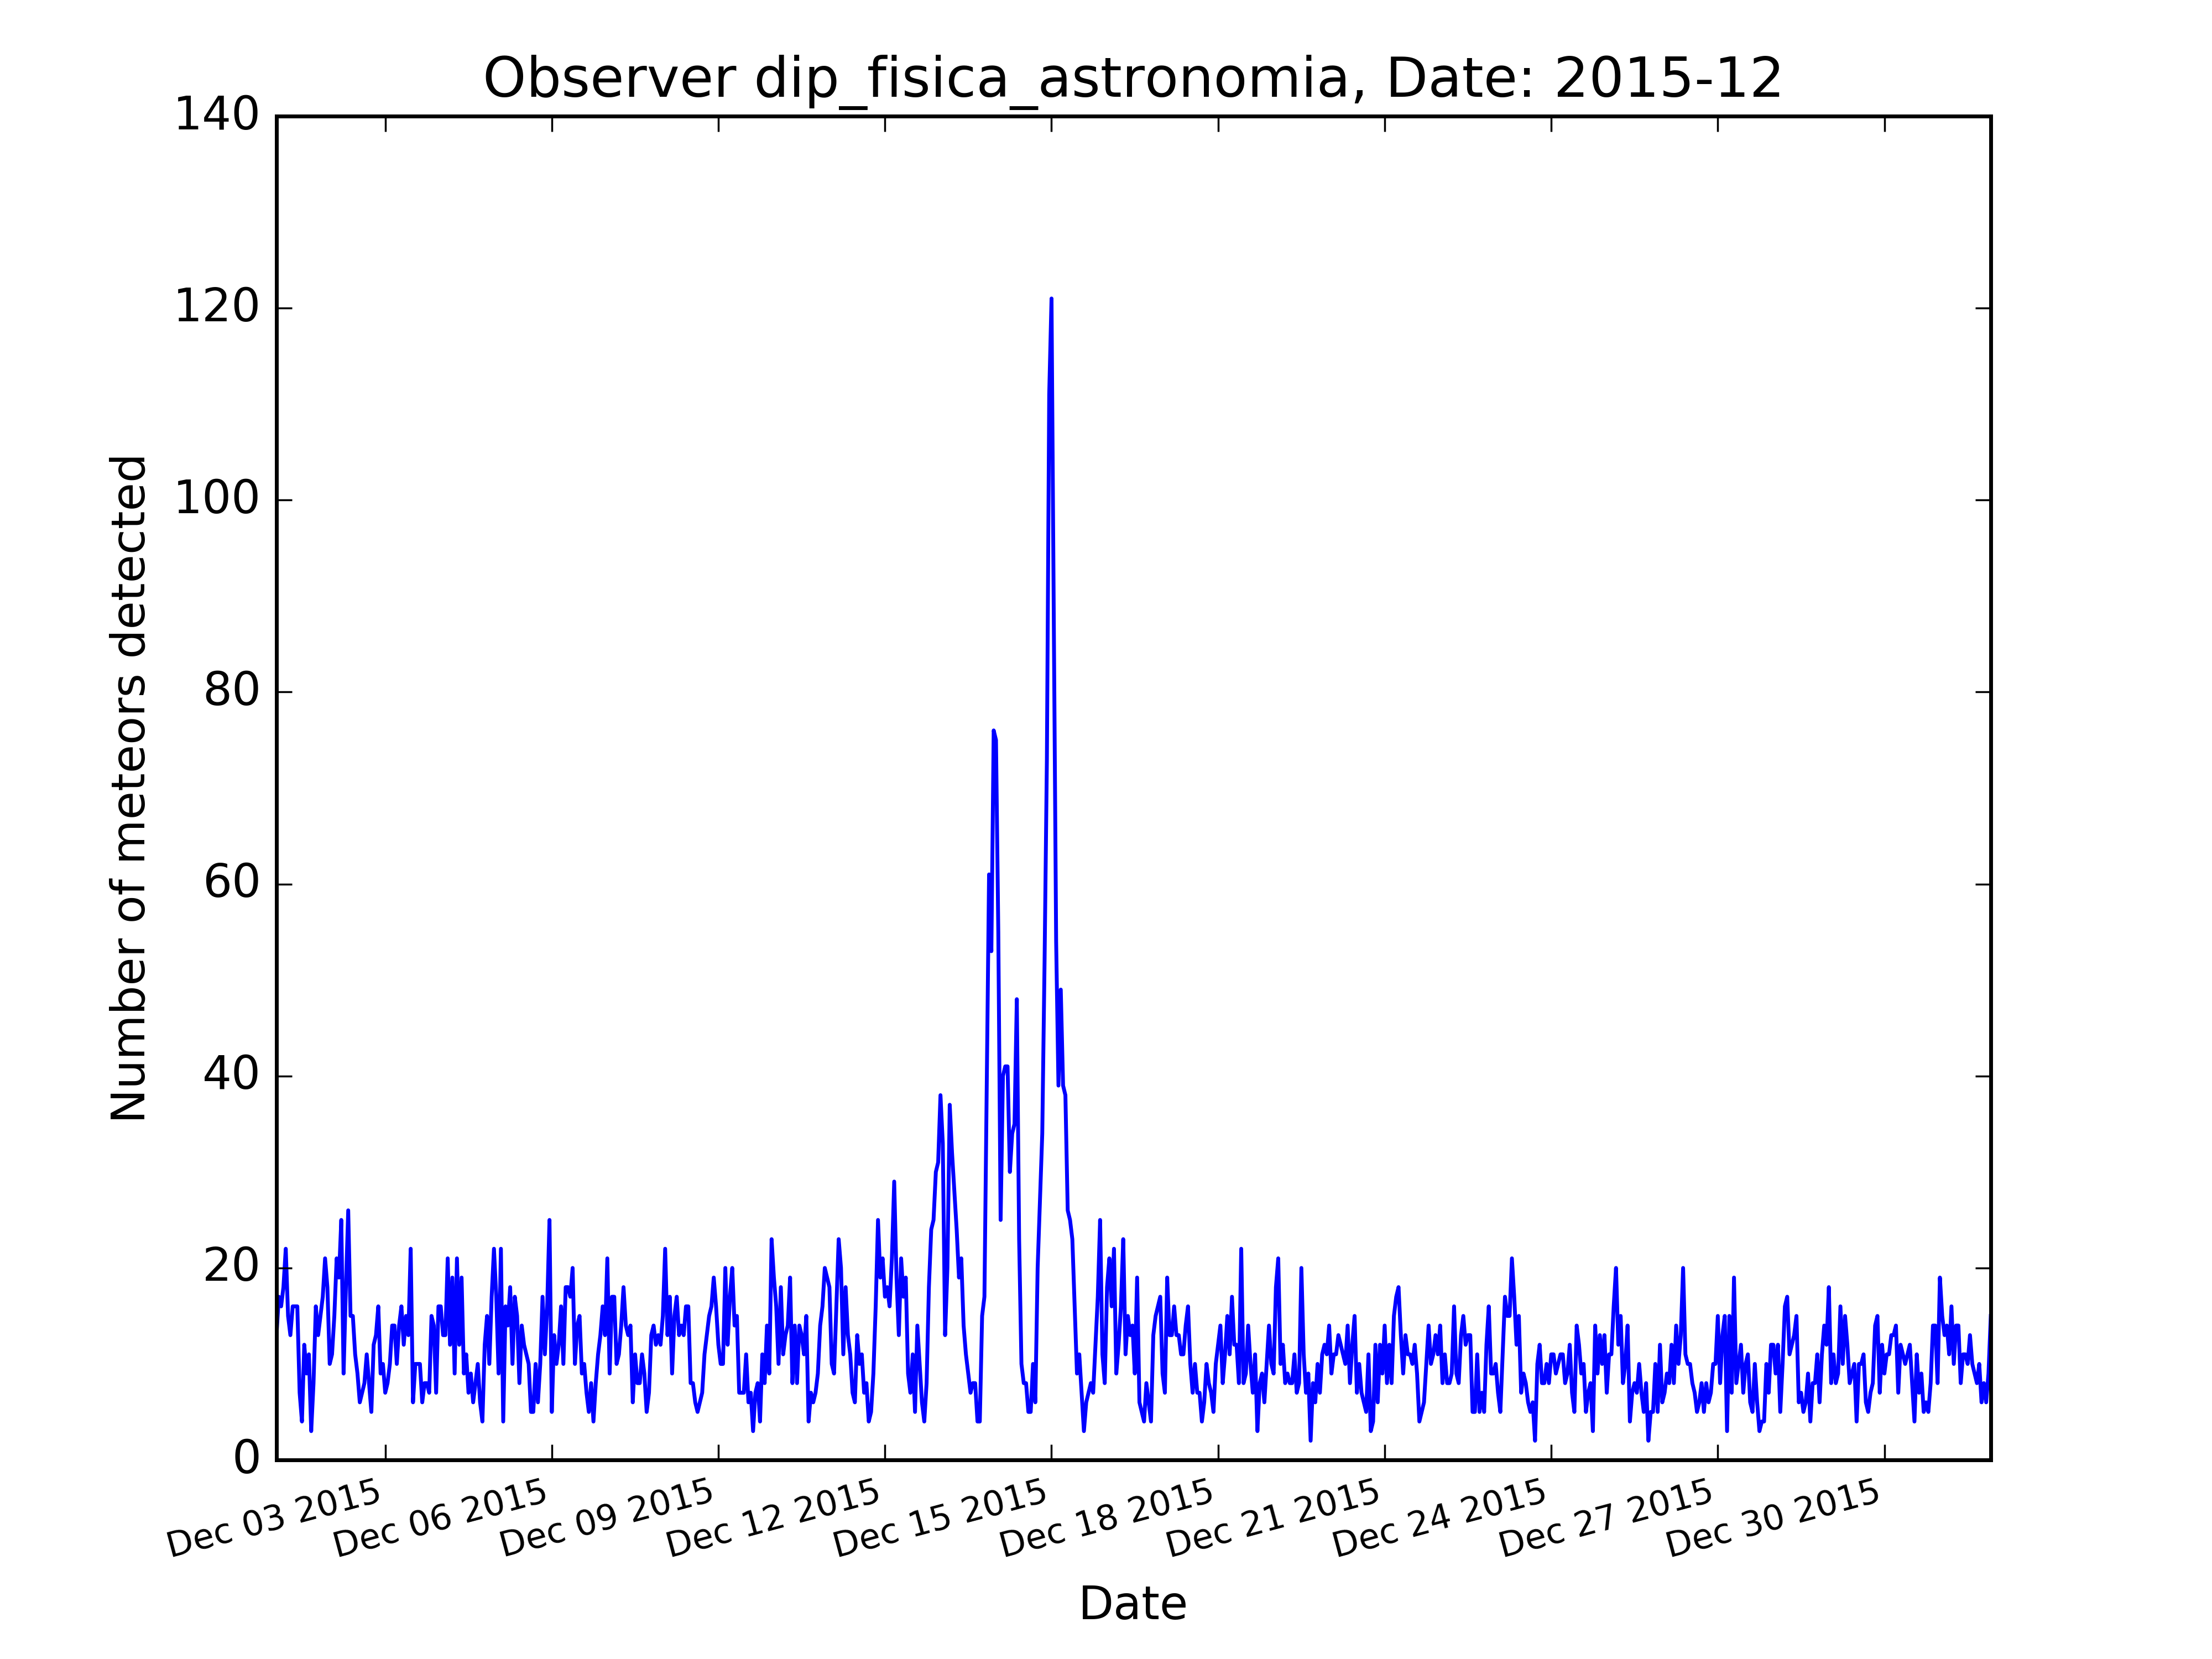 Observer dip_fisica_astronomia, Date: 2015-12
140
120
100
80
60
40
20
0
Number of meteors detected
Dec 03 2015
Dec 06 2015
Dec 09 2015
Dec 12 2015
Dec 15 2015
Dec 18 2015
Dec 21 2015
Dec 24 2015
Dec 27 2015
Dec 30 2015
Date